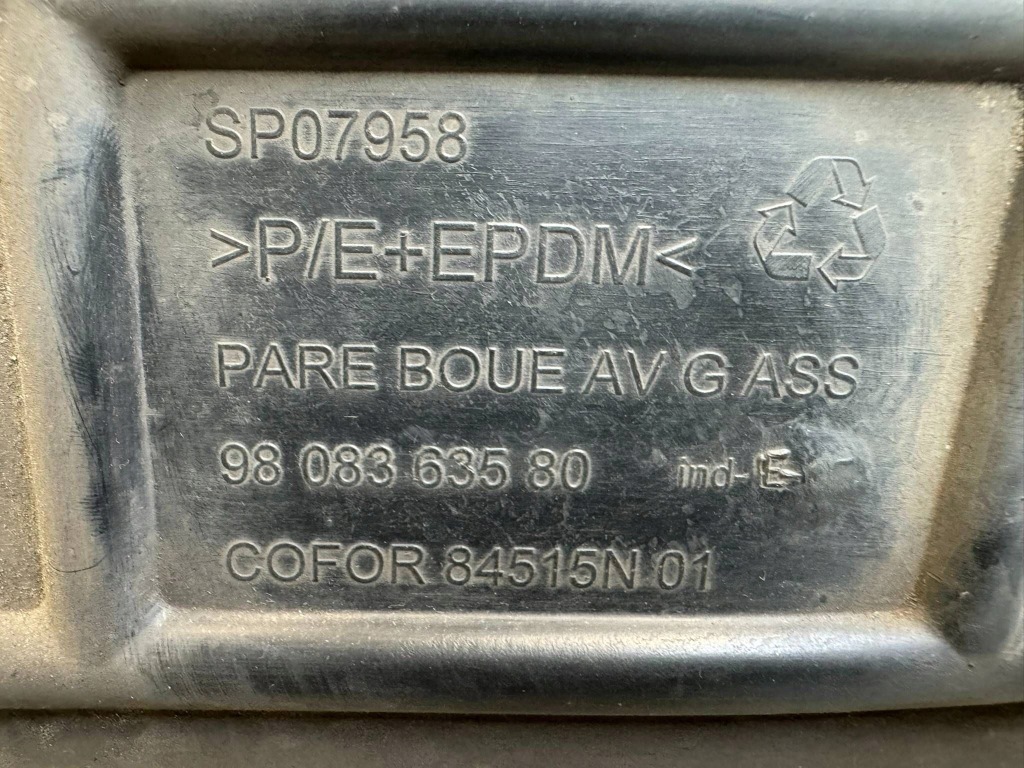 SP07958
>P/E+EPDM<
PARE BOUE AV G ASS
98 083 635 80 ind-E
COFOR 84515N 01